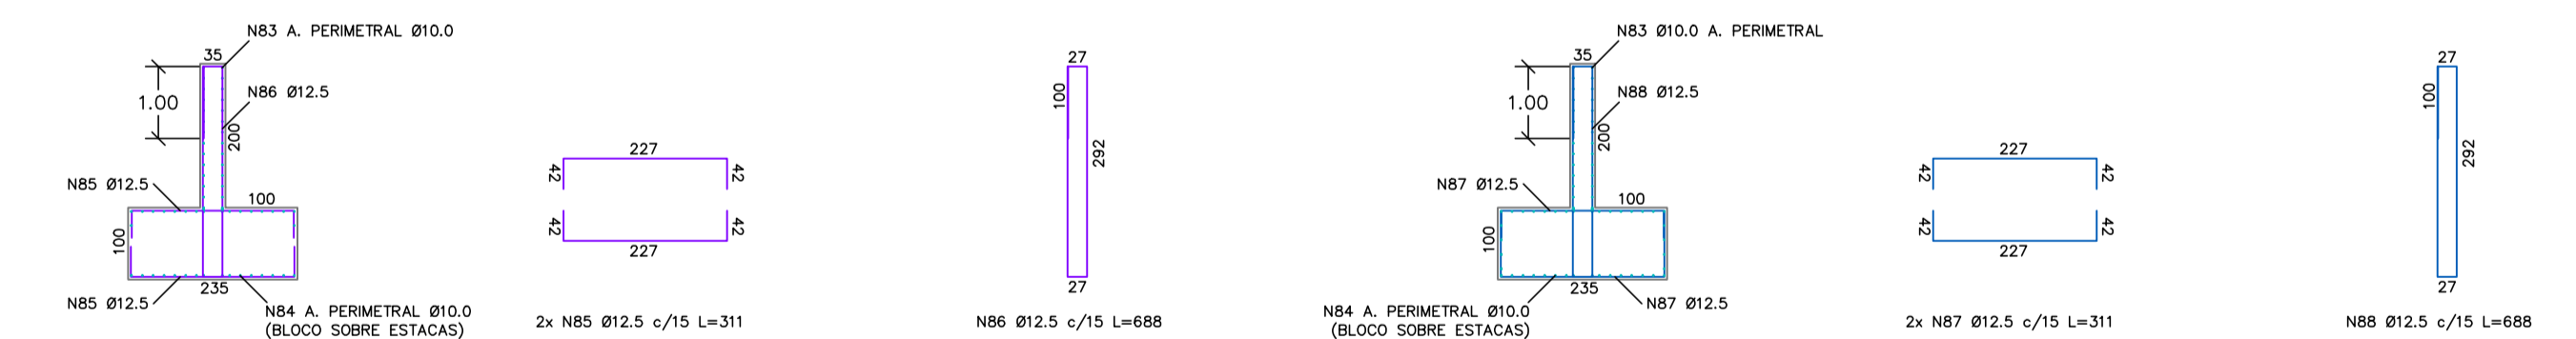 N83 A. PERIMETRAL Ø10.0
35
1.00
N86 Ø12.5
200
N85 Ø12.5
100
100
N85 Ø12.5
235
N84 A. PERIMETRAL Ø10.0
(BLOCO SOBRE ESTACAS)
227
42
42
42
42
227
2x N85 Ø12.5 c/15 L=311
27
100
292
27
N86 Ø12.5 c/15 L=688
N83 Ø10.0 A. PERIMETRAL
35
1.00
N88 Ø12.5
200
N87 Ø12.5
100
100
235
N87 Ø12.5
N84 A. PERIMETRAL Ø10.0
(BLOCO SOBRE ESTACAS)
227
42
42
42
42
227
2x N87 Ø12.5 c/15 L=311
27
100
292
27
N88 Ø12.5 c/15 L=688